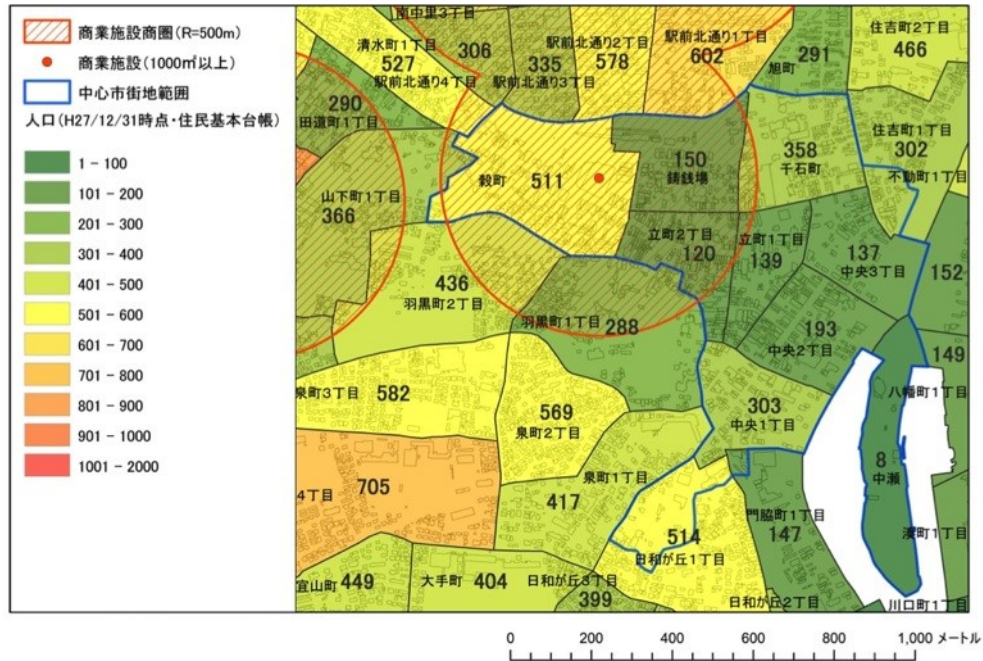 商業施設商圏(R=500m)
商業施設(1000㎡以上)
中心市街地範囲
人口(H27/12/31時点・住民基本台帳)
1 - 100
101 - 200
201 - 300
301 - 400
401 - 500
501 - 600
601 - 700
701 - 800
801 - 900
901 - 1000
1001 - 2000
南中里3丁目
306
清水町1丁目
527
駅前北通り4丁目
335
駅前北通り3丁目
駅前北通り2丁目
578
駅前北通り1丁目
602
291
旭町
住吉町2丁目
466
290
田道町1丁目
山下町1丁目
366
穀町
511
150
鋳銭場
358
千石町
住吉町1丁目
302
不動町1丁目
立町2丁目
120
立町1丁目
139
137
中央3丁目
152
436
羽黒町2丁目
羽黒町1丁目
288
193
中央2丁目
149
八幡町1丁目
泉町3丁目
582
569
泉町2丁目
303
中央1丁目
8
中瀬
705
4丁目
泉町1丁目
417
514
日和が丘1丁目
門脇町1丁目
147
湊町1丁目
宜山町
449
大手町
404
日和が丘3丁目
399
日和が丘2丁目
川口町1丁目
0 200 400 600 800 1,000 メートル